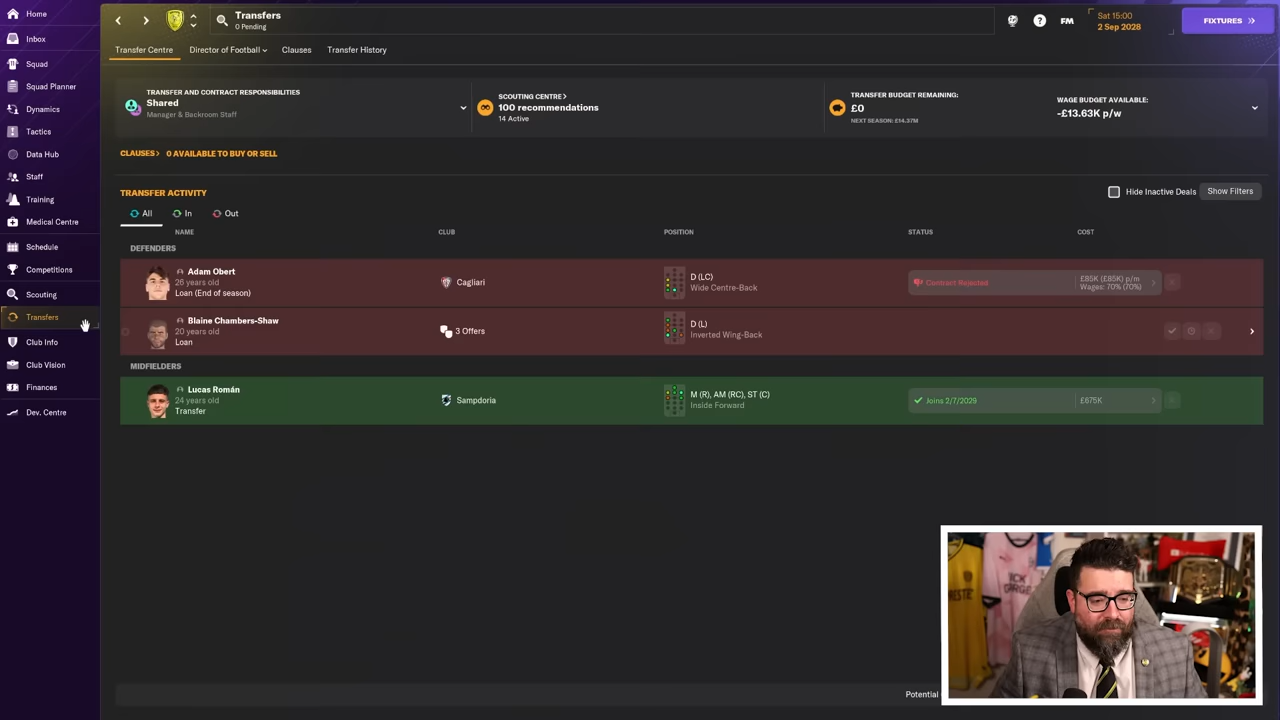 Home
Inbox
Squad
Squad Planner
Dynamics
Tactics
Data Hub
Staff
Training
Medical Centre
Schedule
Competitions
Scouting
Transfers
Club Info
Club Vision
Finances
Dev. Centre
Transfers
0 Pending
FM
Sat 15:00
2 Sep 2028
FIXTURES
Transfer Centre
Director of Football
Clauses
Transfer History
TRANSFER AND CONTRACT RESPONSIBILITIES
Shared
Manager & Backroom Staff
SCOUTING CENTRE>
100 recommendations
14 Active
TRANSFER BUDGET REMAINING:
£0
NEXT SEASON: £14.37M
WAGE BUDGET AVAILABLE:
-£13.63K p/w
CLAUSES> 0 AVAILABLE TO BUY OR SELL
TRANSFER ACTIVITY
Hide Inactive Deals
Show Filters
All
In
Out
NAME CLUB POSITION STATUS COST
DEFENDERS
Adam Obert
26 years old
Loan (End of season)
Cagliari
D (LC)
Wide Centre-Back
Contract Rejected
£85K (£85K) p/m
Wages: 70% (70%)
Blaine Chambers-Shaw
20 years old
Loan
3 Offers
D (L)
Inverted Wing-Back
MIDFIELDERS
Lucas Román
24 years old
Transfer
Sampdoria
M (R), AM (RC), ST (C)
Inside Forward
Joins 2/7/2029
£675K
Potential